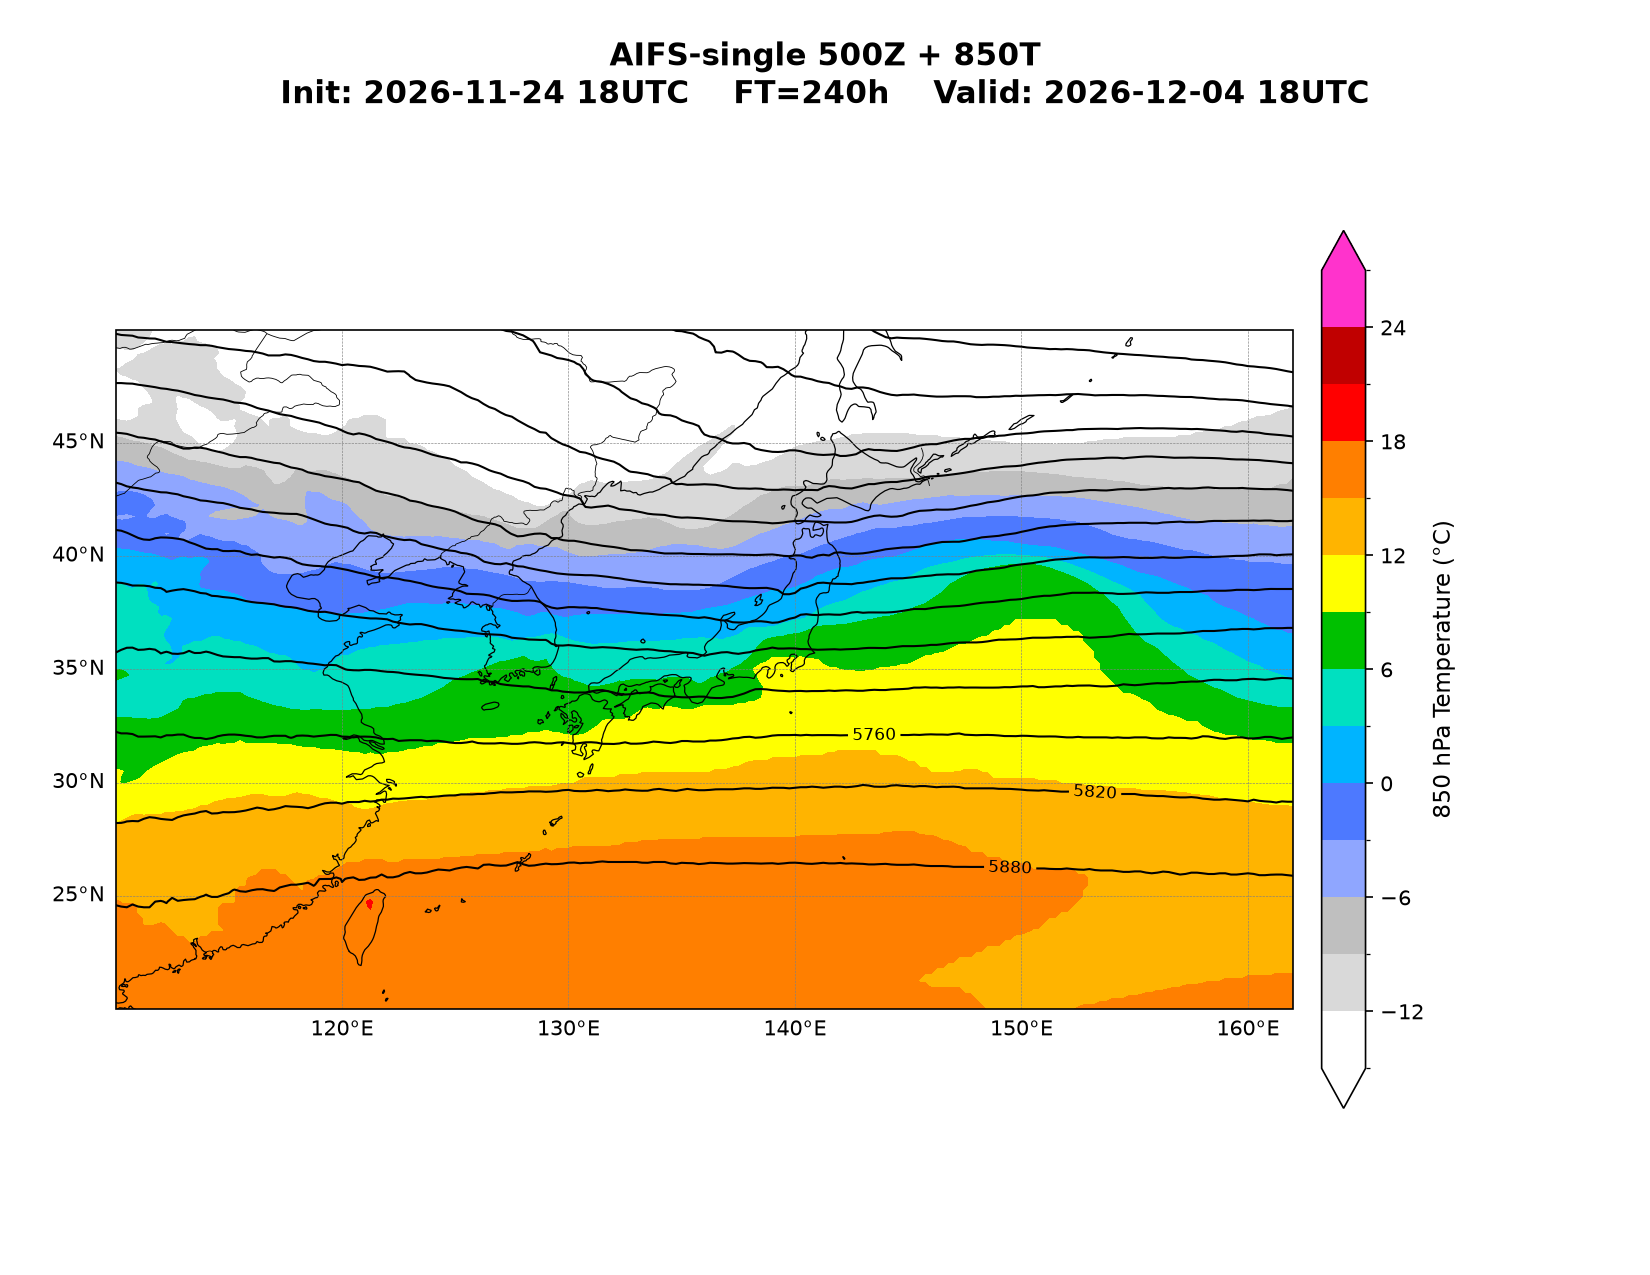 AIFS-single 500Z + 850T
Init: 2026-11-24 18UTC    FT=240h    Valid: 2026-12-04 18UTC
45°N
40°N
35°N
30°N
25°N
120°E
130°E
140°E
150°E
160°E
5760
5820
5880
24
18
12
6
0
−6
−12
850 hPa Temperature (°C)